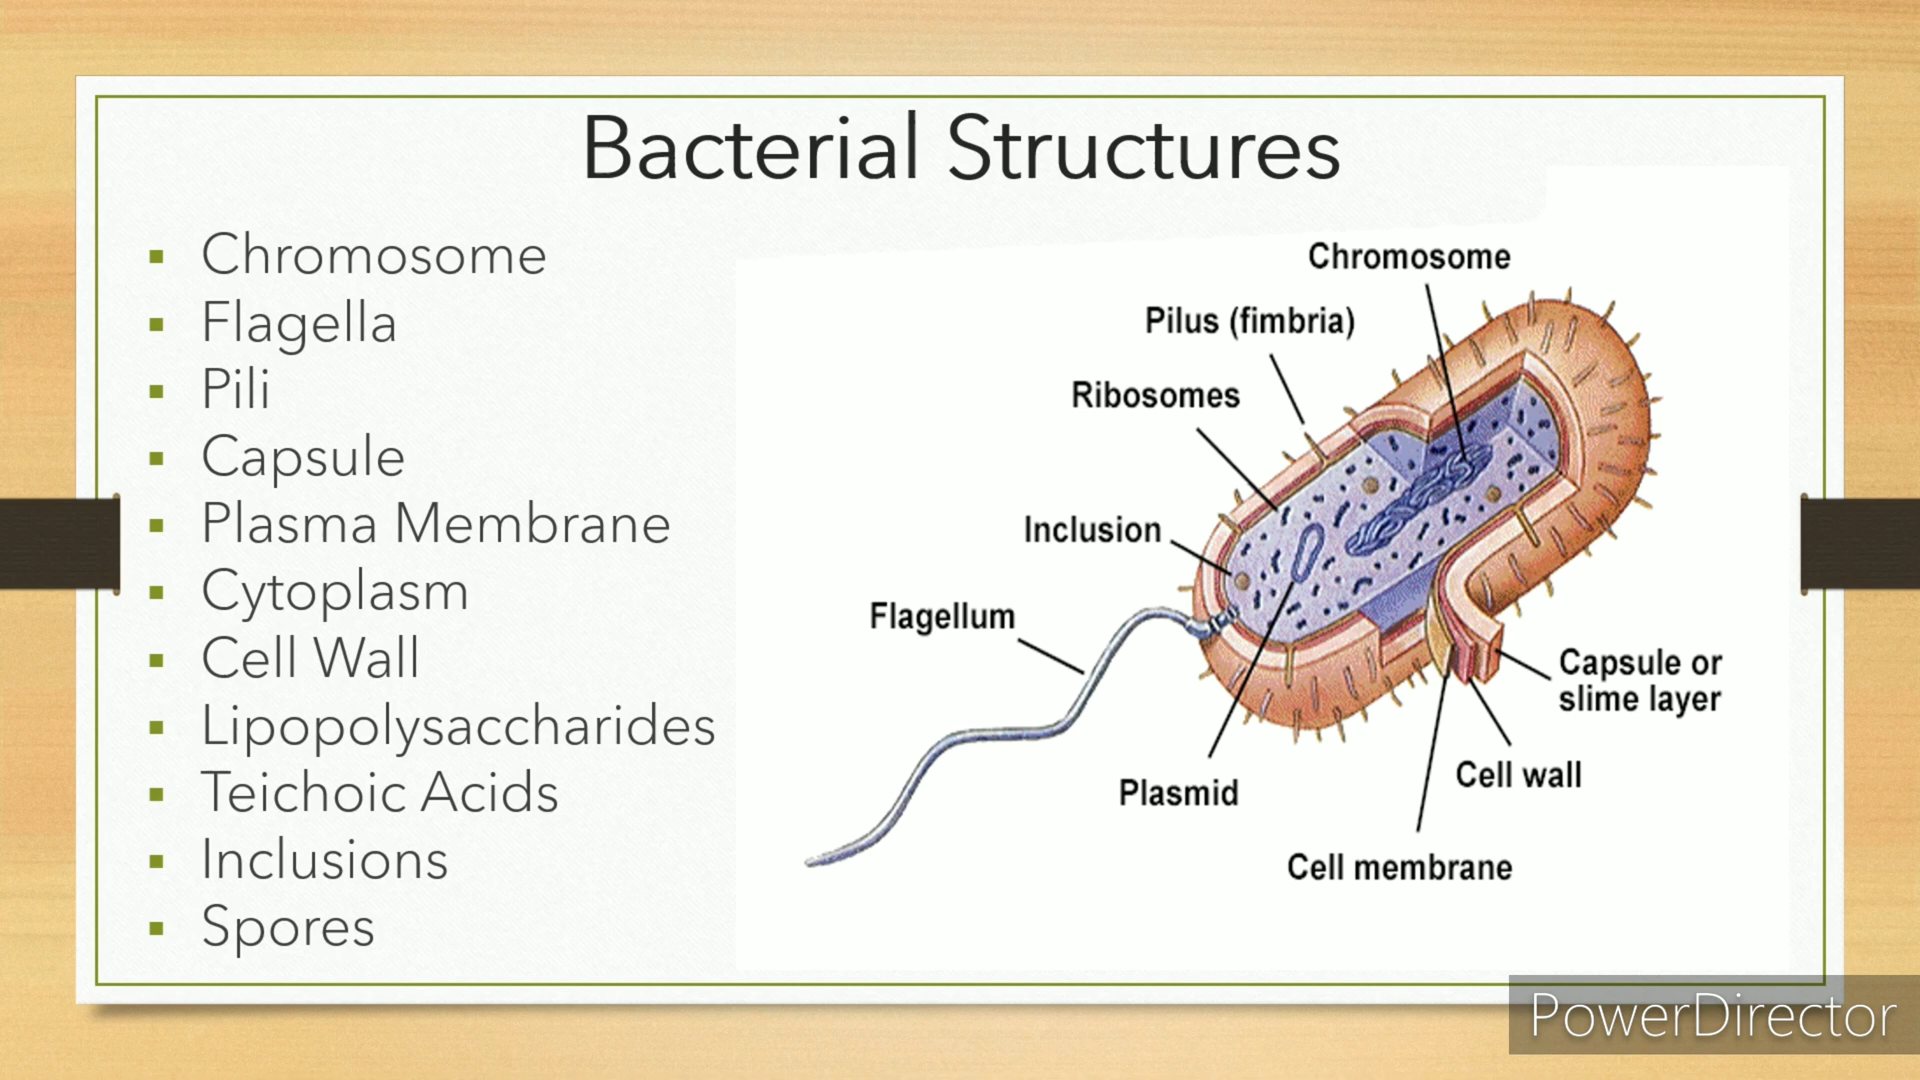 Bacterial Structures
Chromosome
Flagella
Pili
Capsule
Plasma Membrane
Cytoplasm
Cell Wall
Lipopolysaccharides
Teichoic Acids
Inclusions
Spores
Chromosome
Pilus (fimbria)
Ribosomes
Inclusion
Flagellum
Capsule or
slime layer
Cell wall
Plasmid
Cell membrane
PowerDirector